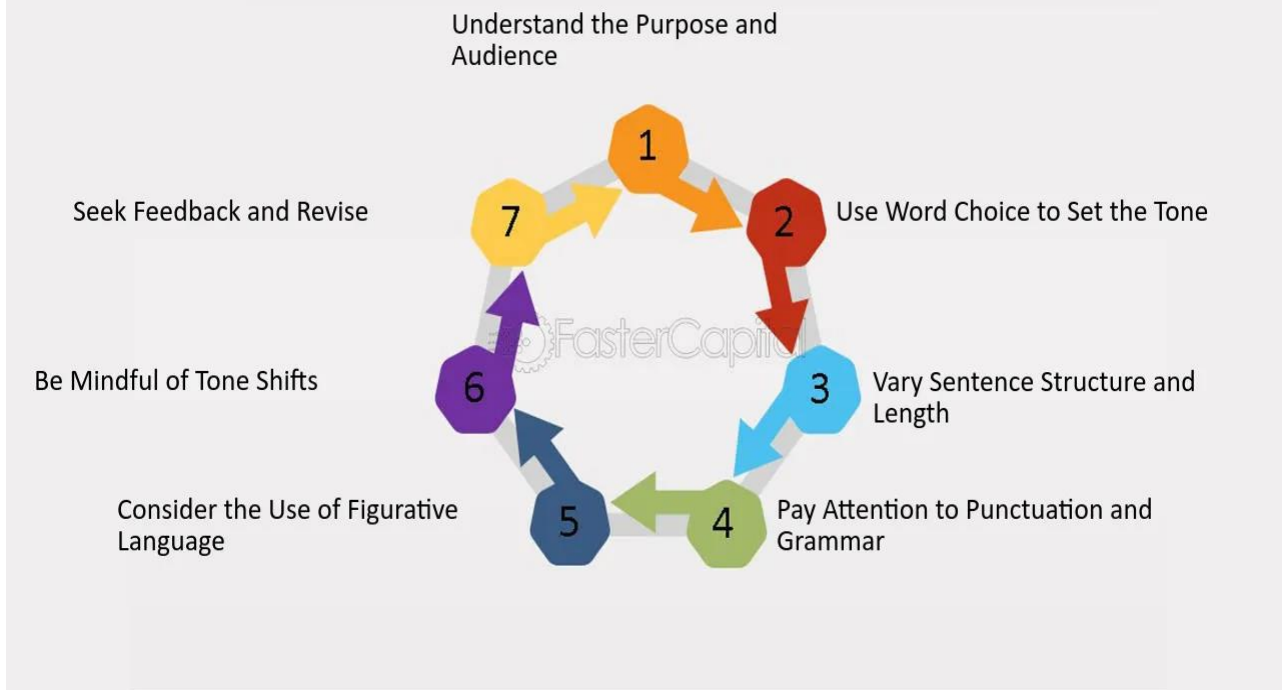 Understand the Purpose and
Audience
1
2
Use Word Choice to Set the Tone
3
Vary Sentence Structure and
Length
4
Pay Attention to Punctuation and
Grammar
5
Consider the Use of Figurative
Language
6
Be Mindful of Tone Shifts
7
Seek Feedback and Revise
FasterCapital